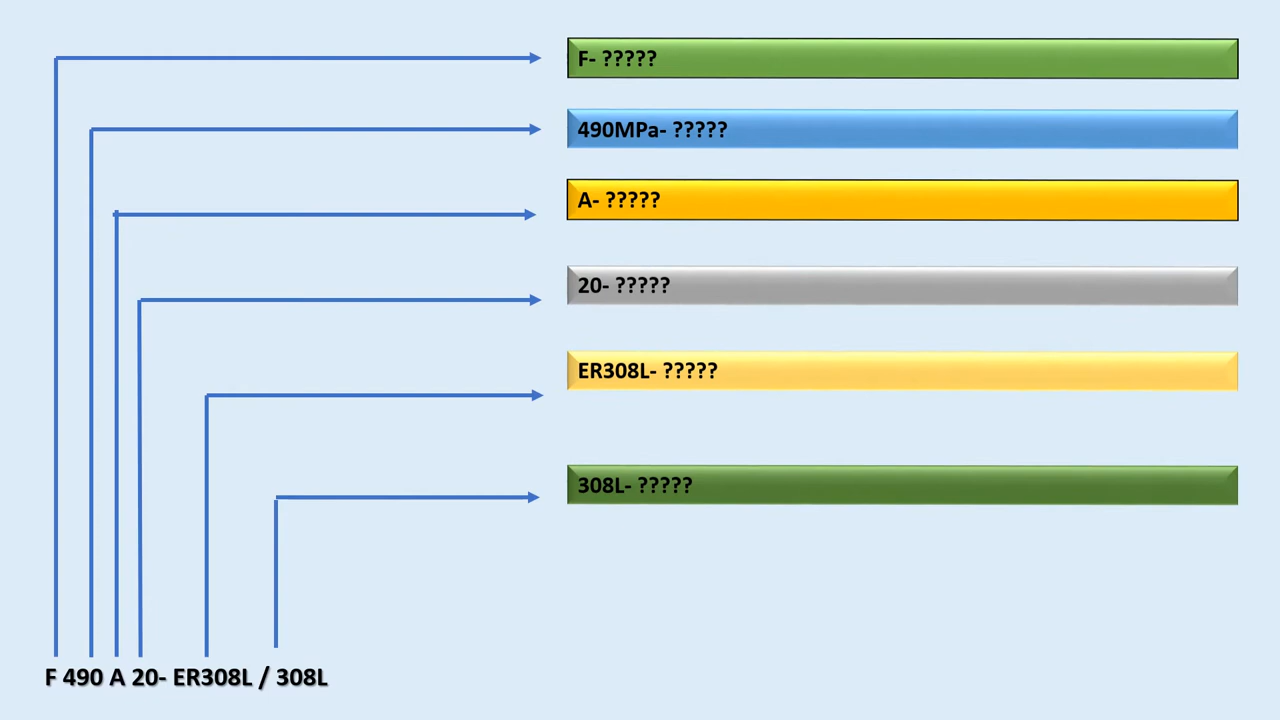 F- ?????
490MPa- ?????
A- ?????
20- ?????
ER308L- ?????
308L- ?????
F 490 A 20- ER308L / 308L